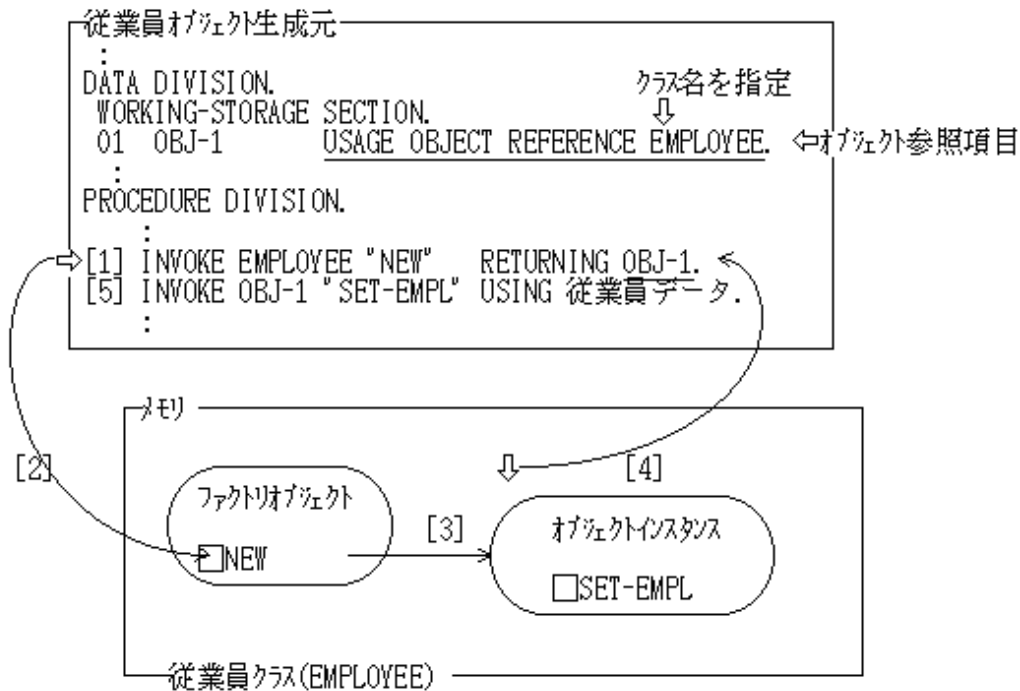 従業員ｵﾌﾞｼﾞｪｸﾄ生成元
:
DATA DIVISION.
クラス名を指定
WORKING-STORAGE SECTION.
01 OBJ-1 USAGE OBJECT REFERENCE EMPLOYEE.
ｵﾌﾞｼﾞｪｸﾄ参照項目
:
PROCEDURE DIVISION.
:
[1] INVOKE EMPLOYEE "NEW" RETURNING OBJ-1.
[5] INVOKE OBJ-1 "SET-EMPL" USING 従業員データ.
:
ﾒﾓﾘ
[2]
[4]
ﾌｧｸﾄﾘｵﾌﾞｼﾞｪｸﾄ
[3]
ｵﾌﾞｼﾞｪｸﾄｲﾝｽﾀﾝｽ
□NEW
□SET-EMPL
従業員ｸﾗｽ(EMPLOYEE)